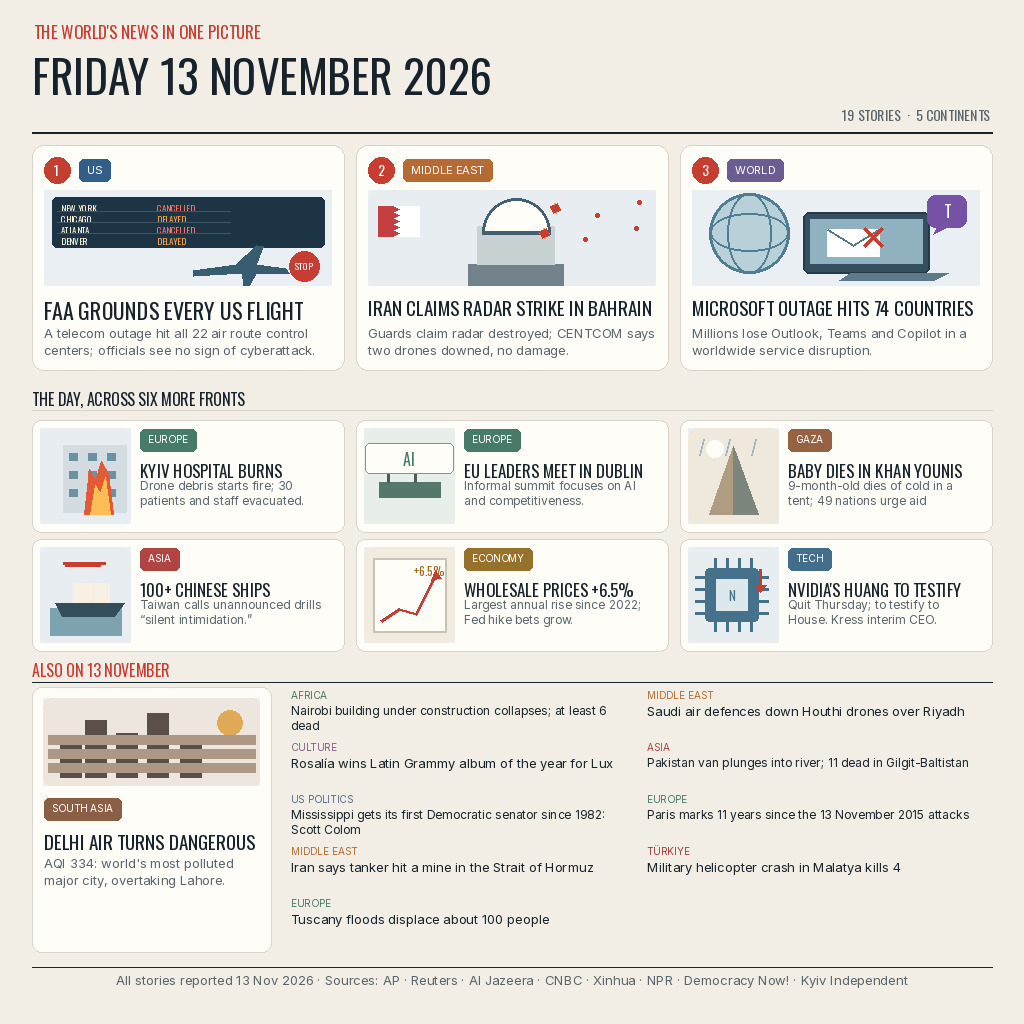 THE WORLD'S NEWS IN ONE PICTURE
FRIDAY 13 NOVEMBER 2026
19 STORIES · 5 CONTINENTS
1
US
NEW YORK CANCELLED
CHICAGO DELAYED
ATLANTA CANCELLED
DENVER DELAYED
STOP
FAA GROUNDS EVERY US FLIGHT
A telecom outage hit all 22 air route control
centers; officials see no sign of cyberattack.
2
MIDDLE EAST
IRAN CLAIMS RADAR STRIKE IN BAHRAIN
Guards claim radar destroyed; CENTCOM says
two drones downed, no damage.
3
WORLD
T
MICROSOFT OUTAGE HITS 74 COUNTRIES
Millions lose Outlook, Teams and Copilot in a
worldwide service disruption.
THE DAY, ACROSS SIX MORE FRONTS
EUROPE
KYIV HOSPITAL BURNS
Drone debris starts fire; 30
patients and staff evacuated.
AI
EUROPE
EU LEADERS MEET IN DUBLIN
Informal summit focuses on AI
and competitiveness.
GAZA
BABY DIES IN KHAN YOUNIS
9-month-old dies of cold in a
tent; 49 nations urge aid
ASIA
100+ CHINESE SHIPS
Taiwan calls unannounced drills
“silent intimidation.”
+6.5%
ECONOMY
WHOLESALE PRICES +6.5%
Largest annual rise since 2022;
Fed hike bets grow.
N
TECH
NVIDIA'S HUANG TO TESTIFY
Quit Thursday; to testify to
House. Kress interim CEO.
ALSO ON 13 NOVEMBER
SOUTH ASIA
DELHI AIR TURNS DANGEROUS
AQI 334: world's most polluted
major city, overtaking Lahore.
AFRICA
Nairobi building under construction collapses; at least 6
dead
MIDDLE EAST
Saudi air defences down Houthi drones over Riyadh
CULTURE
Rosalía wins Latin Grammy album of the year for Lux
ASIA
Pakistan van plunges into river; 11 dead in Gilgit-Baltistan
US POLITICS
Mississippi gets its first Democratic senator since 1982:
Scott Colom
EUROPE
Paris marks 11 years since the 13 November 2015 attacks
MIDDLE EAST
Iran says tanker hit a mine in the Strait of Hormuz
TÜRKIYE
Military helicopter crash in Malatya kills 4
EUROPE
Tuscany floods displace about 100 people
All stories reported 13 Nov 2026 · Sources: AP · Reuters · Al Jazeera · CNBC · Xinhua · NPR · Democracy Now! · Kyiv Independent